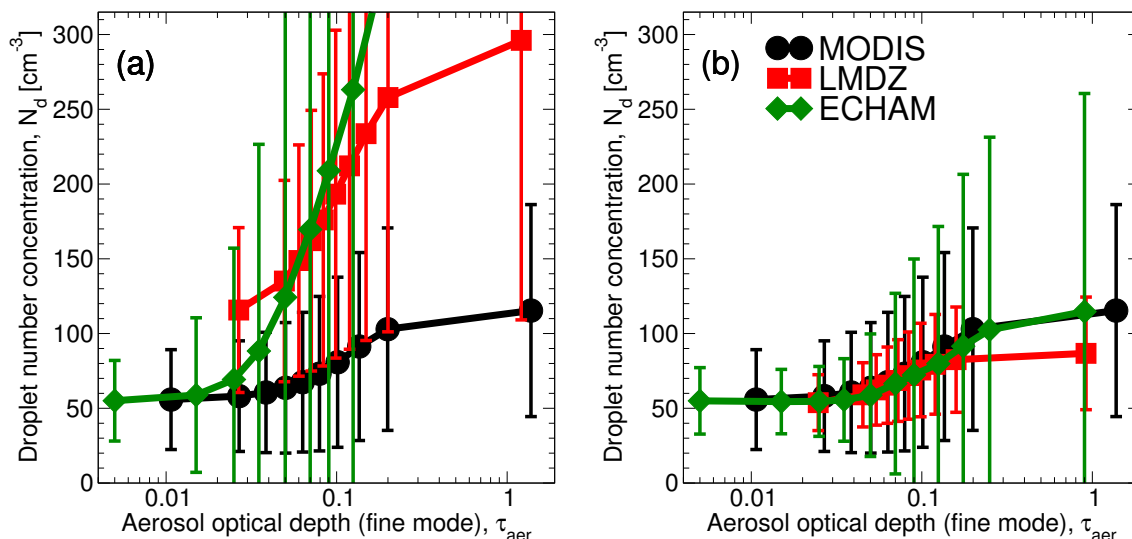 (a)
Droplet number concentration, N_d [cm^-3]
300
250
200
150
100
50
0
0.01 0.1 1
Aerosol optical depth (fine mode), τ_aer
(b)
MODIS
LMDZ
ECHAM
Droplet number concentration, N_d [cm^-3]
300
250
200
150
100
50
0
0.01 0.1 1
Aerosol optical depth (fine mode), τ_aer